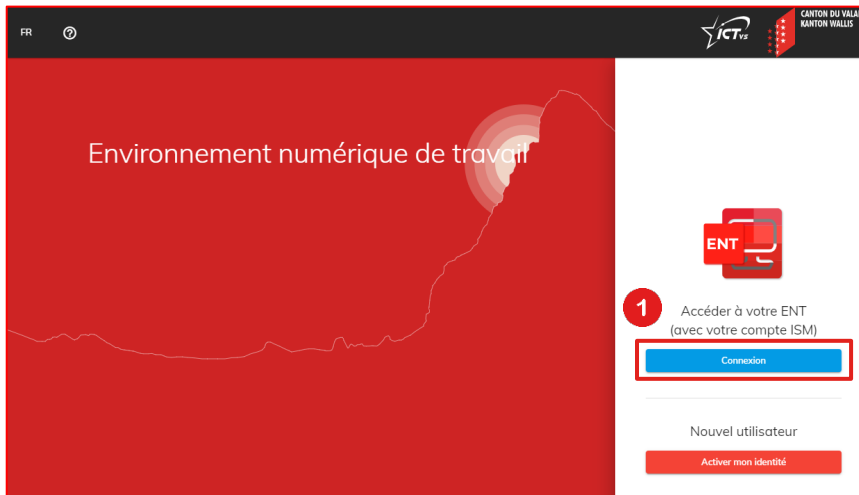 FR
ICTvs
CANTON DU VALA
KANTON WALLIS
Environnement numérique de travail
ENT
1
Accéder à votre ENT
(avec votre compte ISM)
Connexion
Nouvel utilisateur
Activer mon identité